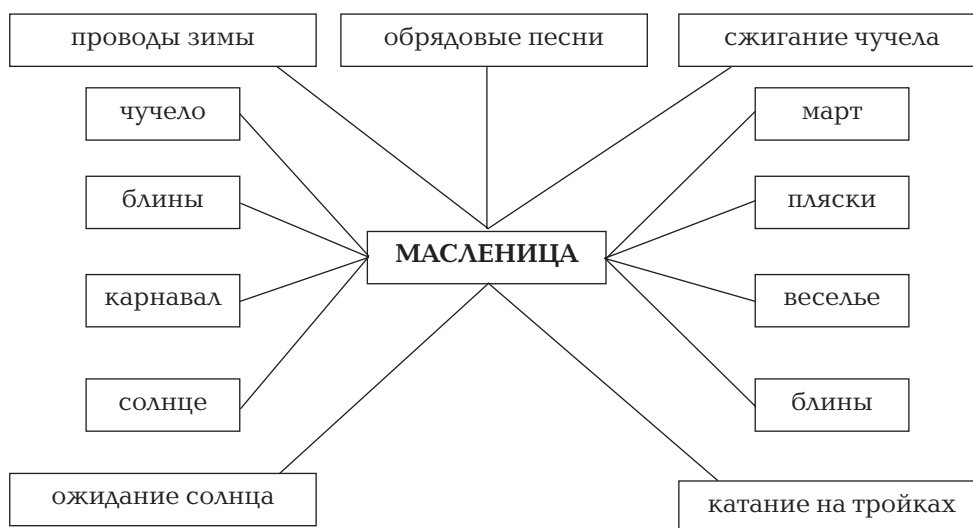 проводы зимы
обрядовые песни
сжигание чучела
чучело
март
блины
пляски
МАСЛЕНИЦА
карнавал
веселье
солнце
блины
ожидание солнца
катание на тройках